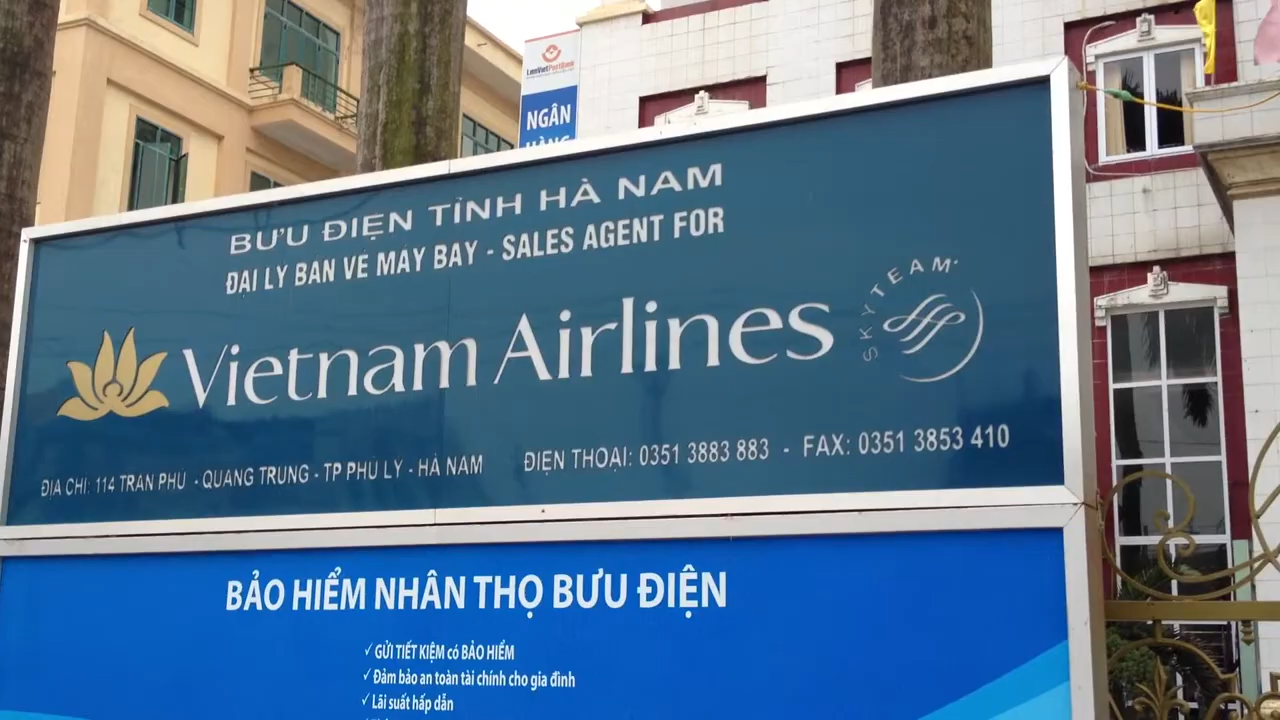 LienVietPostBank
NGÂN
HÀNG
BƯU ĐIỆN TỈNH HÀ NAM
ĐẠI LÝ BÁN VÉ MÁY BAY - SALES AGENT FOR
Vietnam Airlines
SKYTEAM
ĐỊA CHỈ: 114 TRẦN PHÚ - QUANG TRUNG - TP PHỦ LÝ - HÀ NAM
ĐIỆN THOẠI: 0351 3883 883 - FAX: 0351 3853 410
BẢO HIỂM NHÂN THỌ BƯU ĐIỆN
✓ GỬI TIẾT KIỆM có BẢO HIỂM
✓ Đảm bảo an toàn tài chính cho gia đình
✓ Lãi suất hấp dẫn